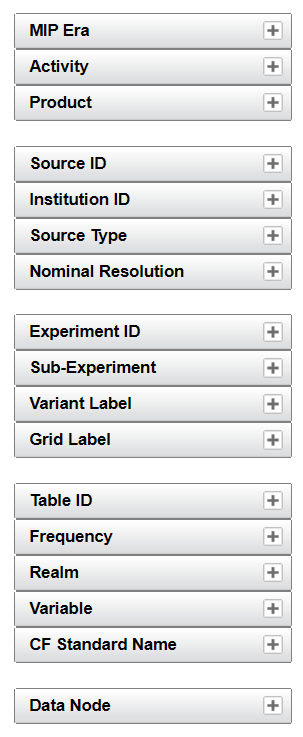 MIP Era
Activity
Product
Source ID
Institution ID
Source Type
Nominal Resolution
Experiment ID
Sub-Experiment
Variant Label
Grid Label
Table ID
Frequency
Realm
Variable
CF Standard Name
Data Node